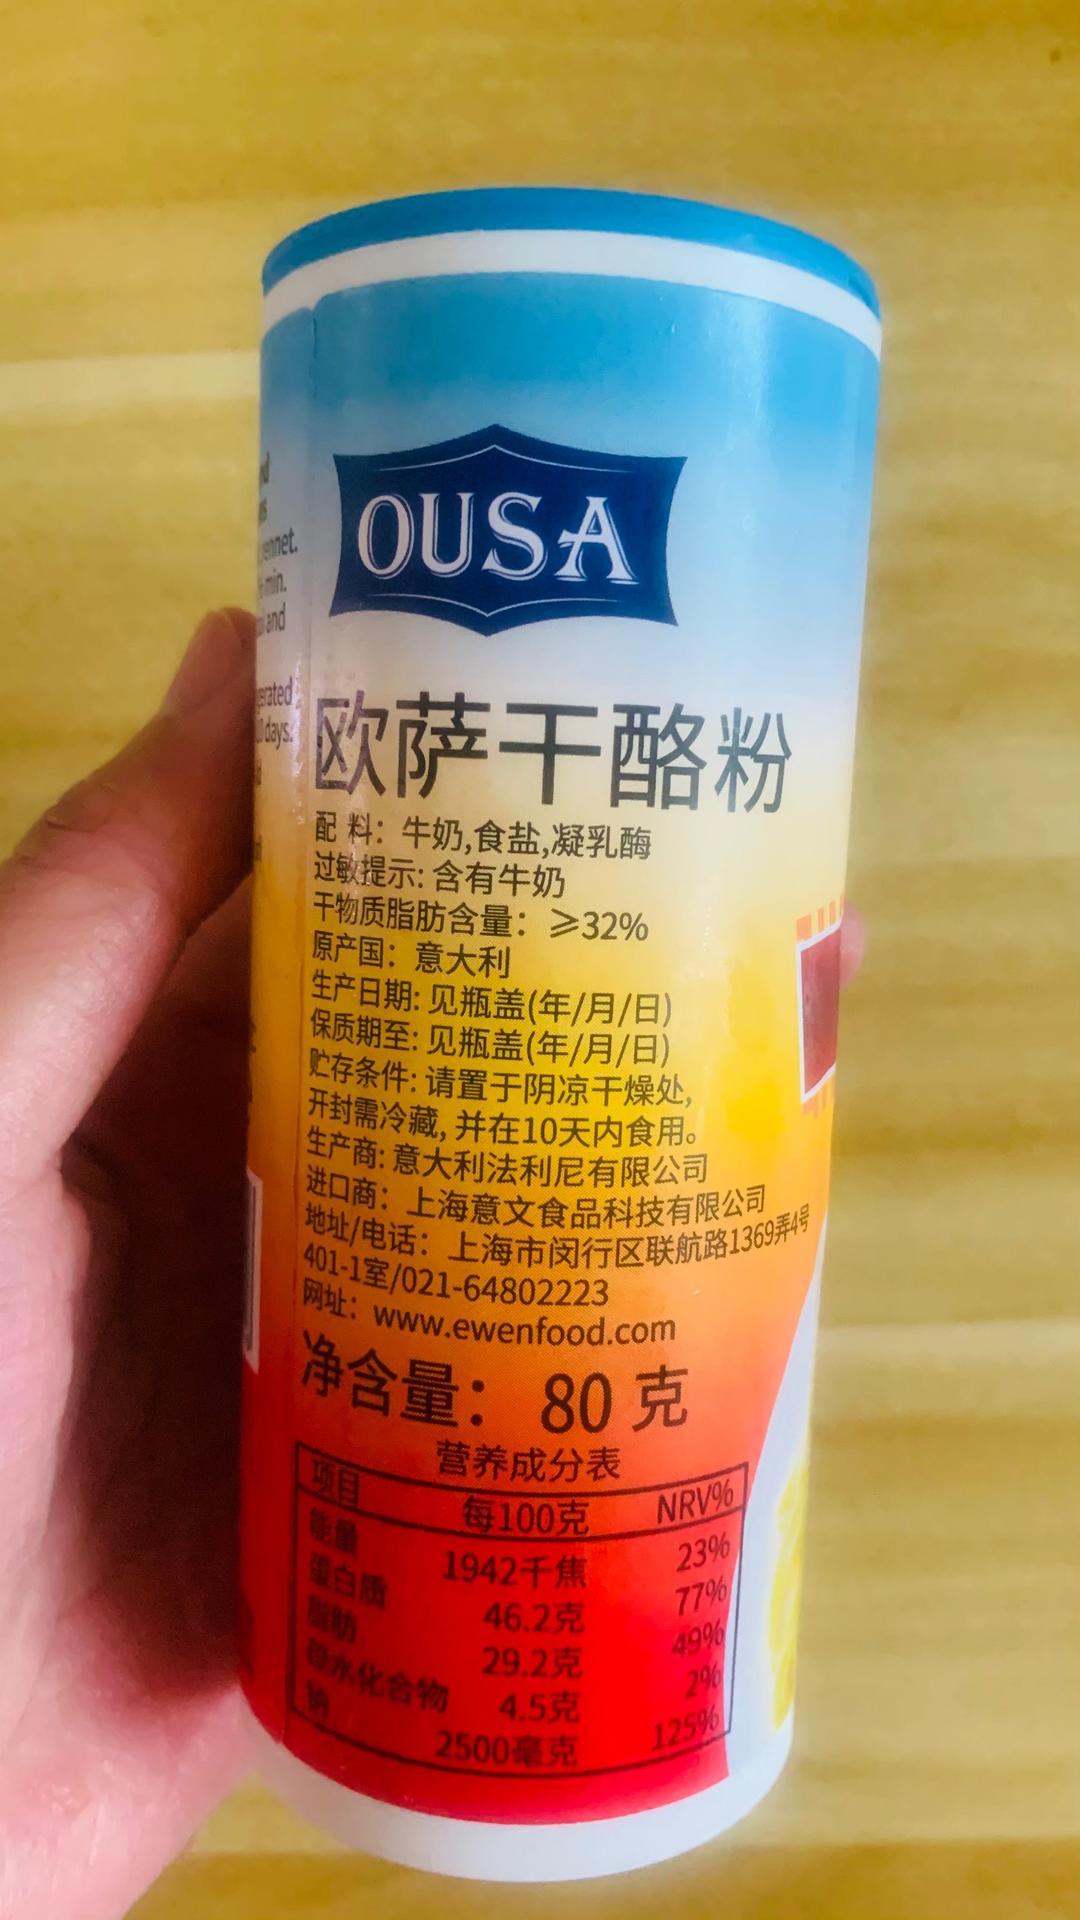 OUSA
欧萨干酪粉
配 料：牛奶,食盐,凝乳酶
过敏提示: 含有牛奶
干物质脂肪含量：≥32%
原产国：意大利
生产日期: 见瓶盖(年/月/日)
保质期至: 见瓶盖(年/月/日)
贮存条件: 请置于阴凉干燥处,
开封需冷藏, 并在10天内食用。
生产商: 意大利法利尼有限公司
进口商：上海意文食品科技有限公司
地址/电话：上海市闵行区联航路1369弄4号
401-1室/021-64802223
网址：www.ewenfood.com
净含量：80 克
营养成分表
项目 每100克 NRV%
能量 1942千焦 23%
蛋白质 46.2克 77%
脂肪 29.2克 49%
碳水化合物 4.5克 2%
钠 2500毫克 125%
rennet.
min.
and
days.